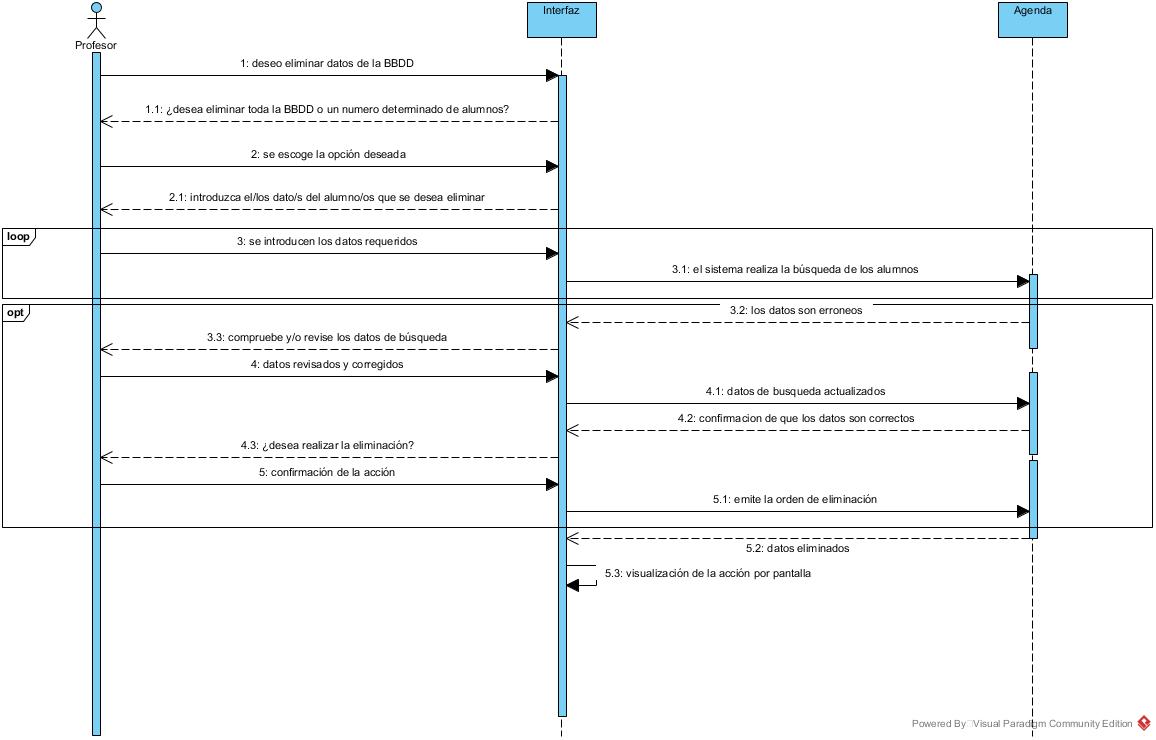 Interfaz
Agenda
Profesor
1: deseo eliminar datos de la BBDD
1.1: ¿desea eliminar toda la BBDD o un numero determinado de alumnos?
2: se escoge la opción deseada
2.1: introduzca el/los dato/s del alumno/os que se desea eliminar
loop
3: se introducen los datos requeridos
3.1: el sistema realiza la búsqueda de los alumnos
opt
3.2: los datos son erroneos
3.3: compruebe y/o revise los datos de búsqueda
4: datos revisados y corregidos
4.1: datos de busqueda actualizados
4.2: confirmacion de que los datos son correctos
4.3: ¿desea realizar la eliminación?
5: confirmación de la acción
5.1: emite la orden de eliminación
5.2: datos eliminados
5.3: visualización de la acción por pantalla
Powered By Visual Paradigm Community Edition